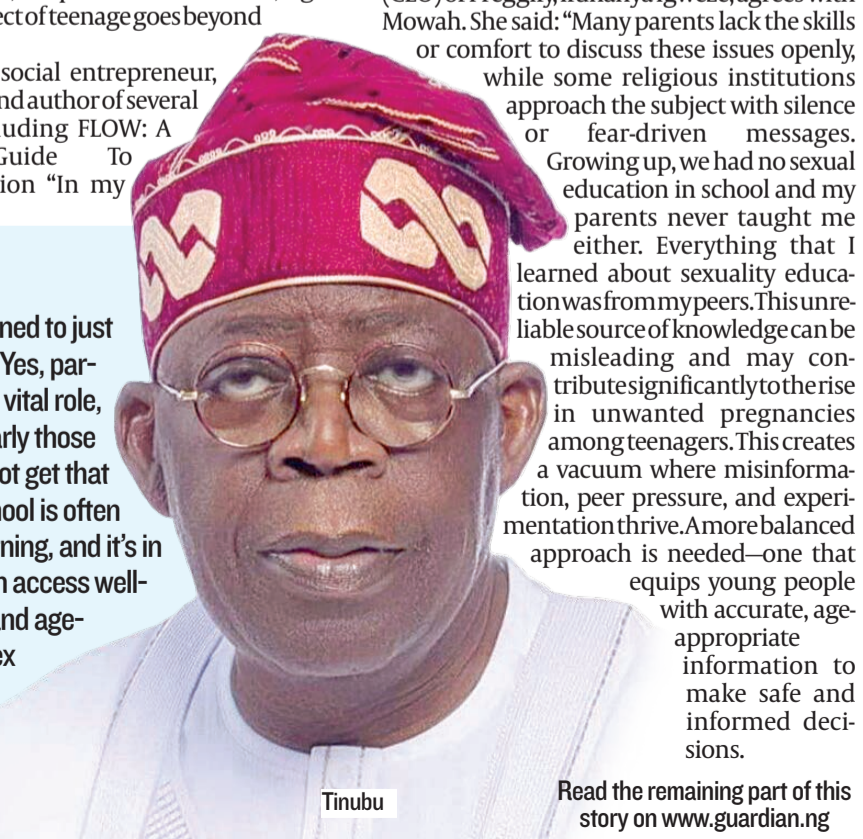 ect of teenage goes beyond
social entrepreneur,
nd author of several
luding FLOW: A
Guide To
ion “In my
ned to just
Yes, par-
vital role,
arly those
ot get that
ool is often
ning, and it’s in
n access well-
nd age-
ex
Mowah. She said: “Many parents lack the skills
or comfort to discuss these issues openly,
while some religious institutions
approach the subject with silence
or fear-driven messages.
Growing up, we had no sexual
education in school and my
parents never taught me
either. Everything that I
learned about sexuality educa-
tion was from my peers. This unre-
liable source of knowledge can be
misleading and may con-
tribute significantly to the rise
in unwanted pregnancies
among teenagers. This creates
a vacuum where misinforma-
tion, peer pressure, and experi-
mentation thrive. A more balanced
approach is needed—one that
equips young people
with accurate, age-
appropriate
information to
make safe and
informed deci-
sions.
Tinubu
Read the remaining part of this
story on www.guardian.ng